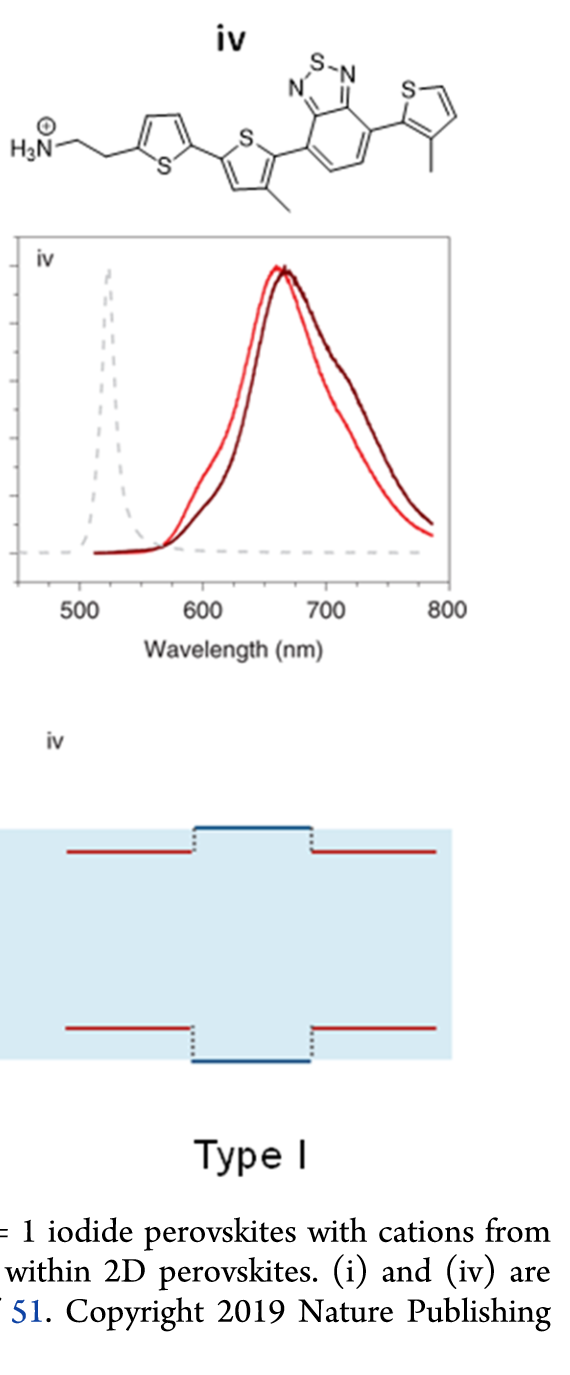 iv
S
N N
S
H₃N⊕
S
S
iv
500 600 700 800
Wavelength (nm)
iv
Type I
= 1 iodide perovskites with cations from
within 2D perovskites. (i) and (iv) are
51. Copyright 2019 Nature Publishing